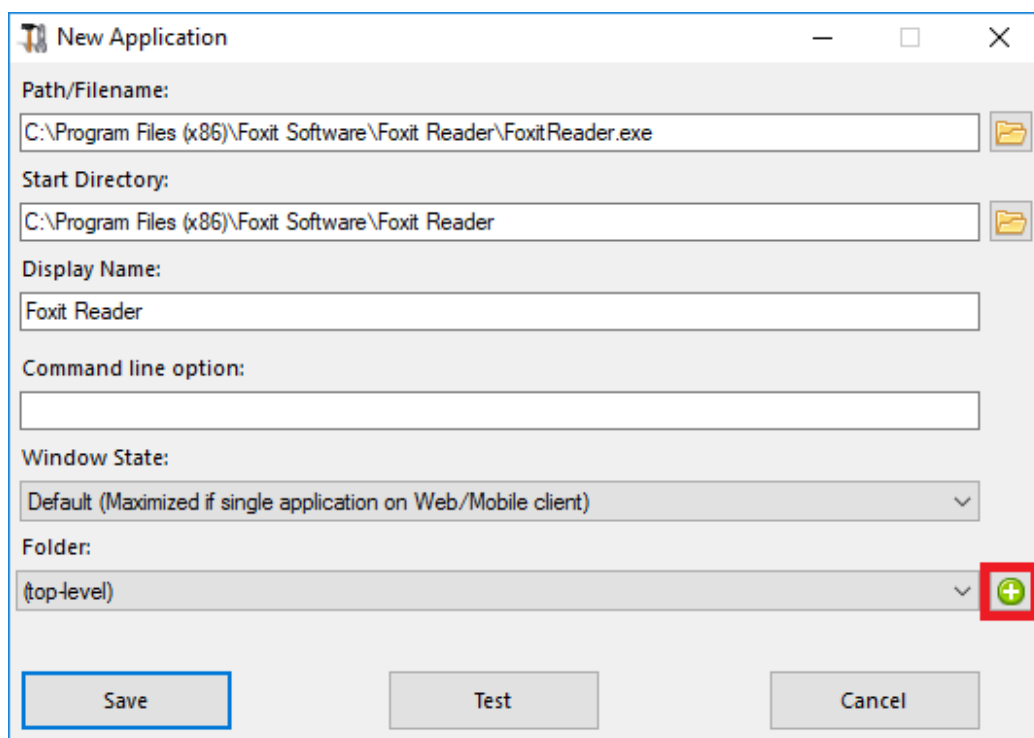 New Application
Path/Filename:
C:\Program Files (x86)\Foxit Software\Foxit Reader\FoxitReader.exe
Start Directory:
C:\Program Files (x86)\Foxit Software\Foxit Reader
Display Name:
Foxit Reader
Command line option:
Window State:
Default (Maximized if single application on Web/Mobile client)
Folder:
(top-level)
Save Test Cancel